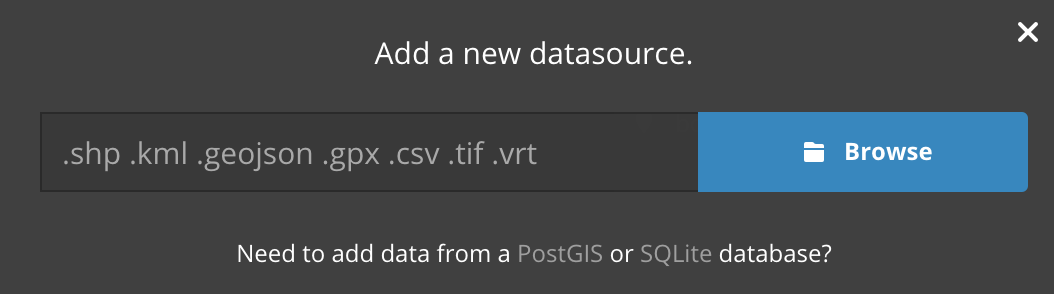 Add a new datasource.
.shp .kml .geojson .gpx .csv .tif .vrt
Browse
Need to add data from a PostGIS or SQLite database?